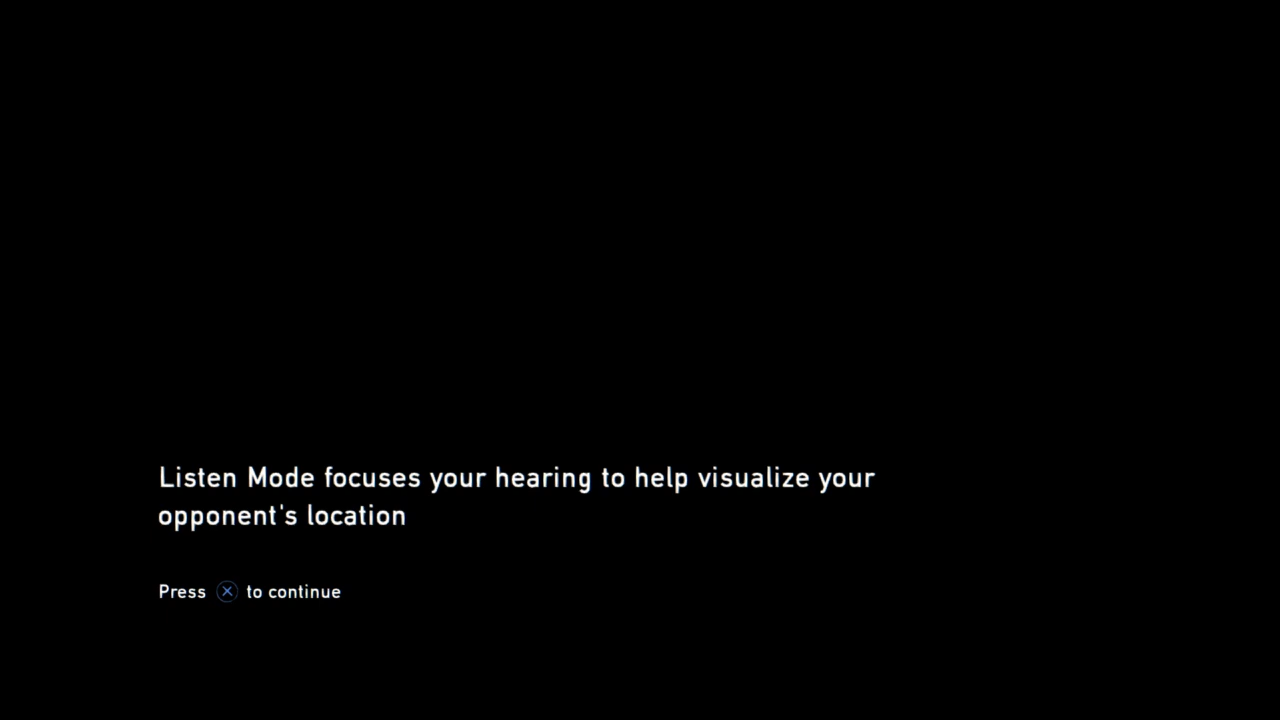 Listen Mode focuses your hearing to help visualize your
opponent's location
Press ⓧ to continue